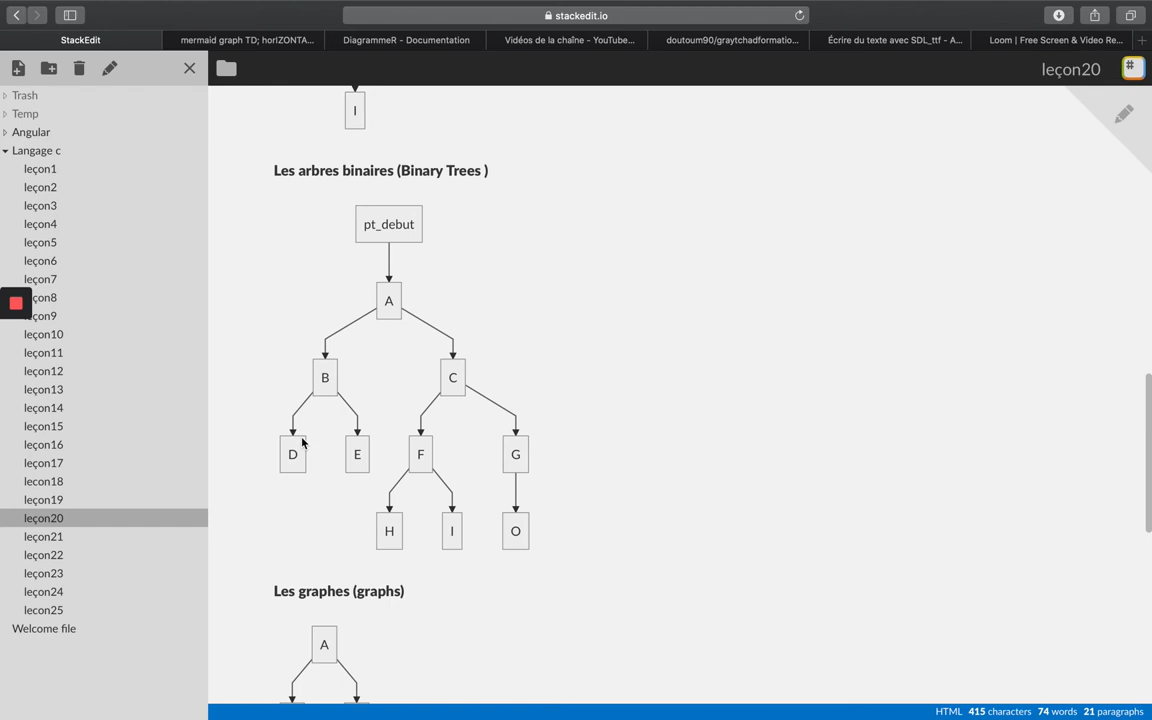 stackedit.io
StackEdit
mermaid graph TD; horIZONTA...
DiagrammeR - Documentation
Vidéos de la chaîne - YouTube...
doutoum90/graytchadformatio...
Écrire du texte avec SDL_ttf - A...
Loom | Free Screen & Video Re...
leçon20
Trash
Temp
Angular
Langage c
leçon1
leçon2
leçon3
leçon4
leçon5
leçon6
leçon7
çon8
çon9
leçon10
leçon11
leçon12
leçon13
leçon14
leçon15
leçon16
leçon17
leçon18
leçon19
leçon20
leçon21
leçon22
leçon23
leçon24
lecon25
Welcome file
I
Les arbres binaires (Binary Trees )
pt_debut
A
B C
D E F G
H I O
Les graphes (graphs)
A
HTML 415 characters 74 words 21 paragraphs